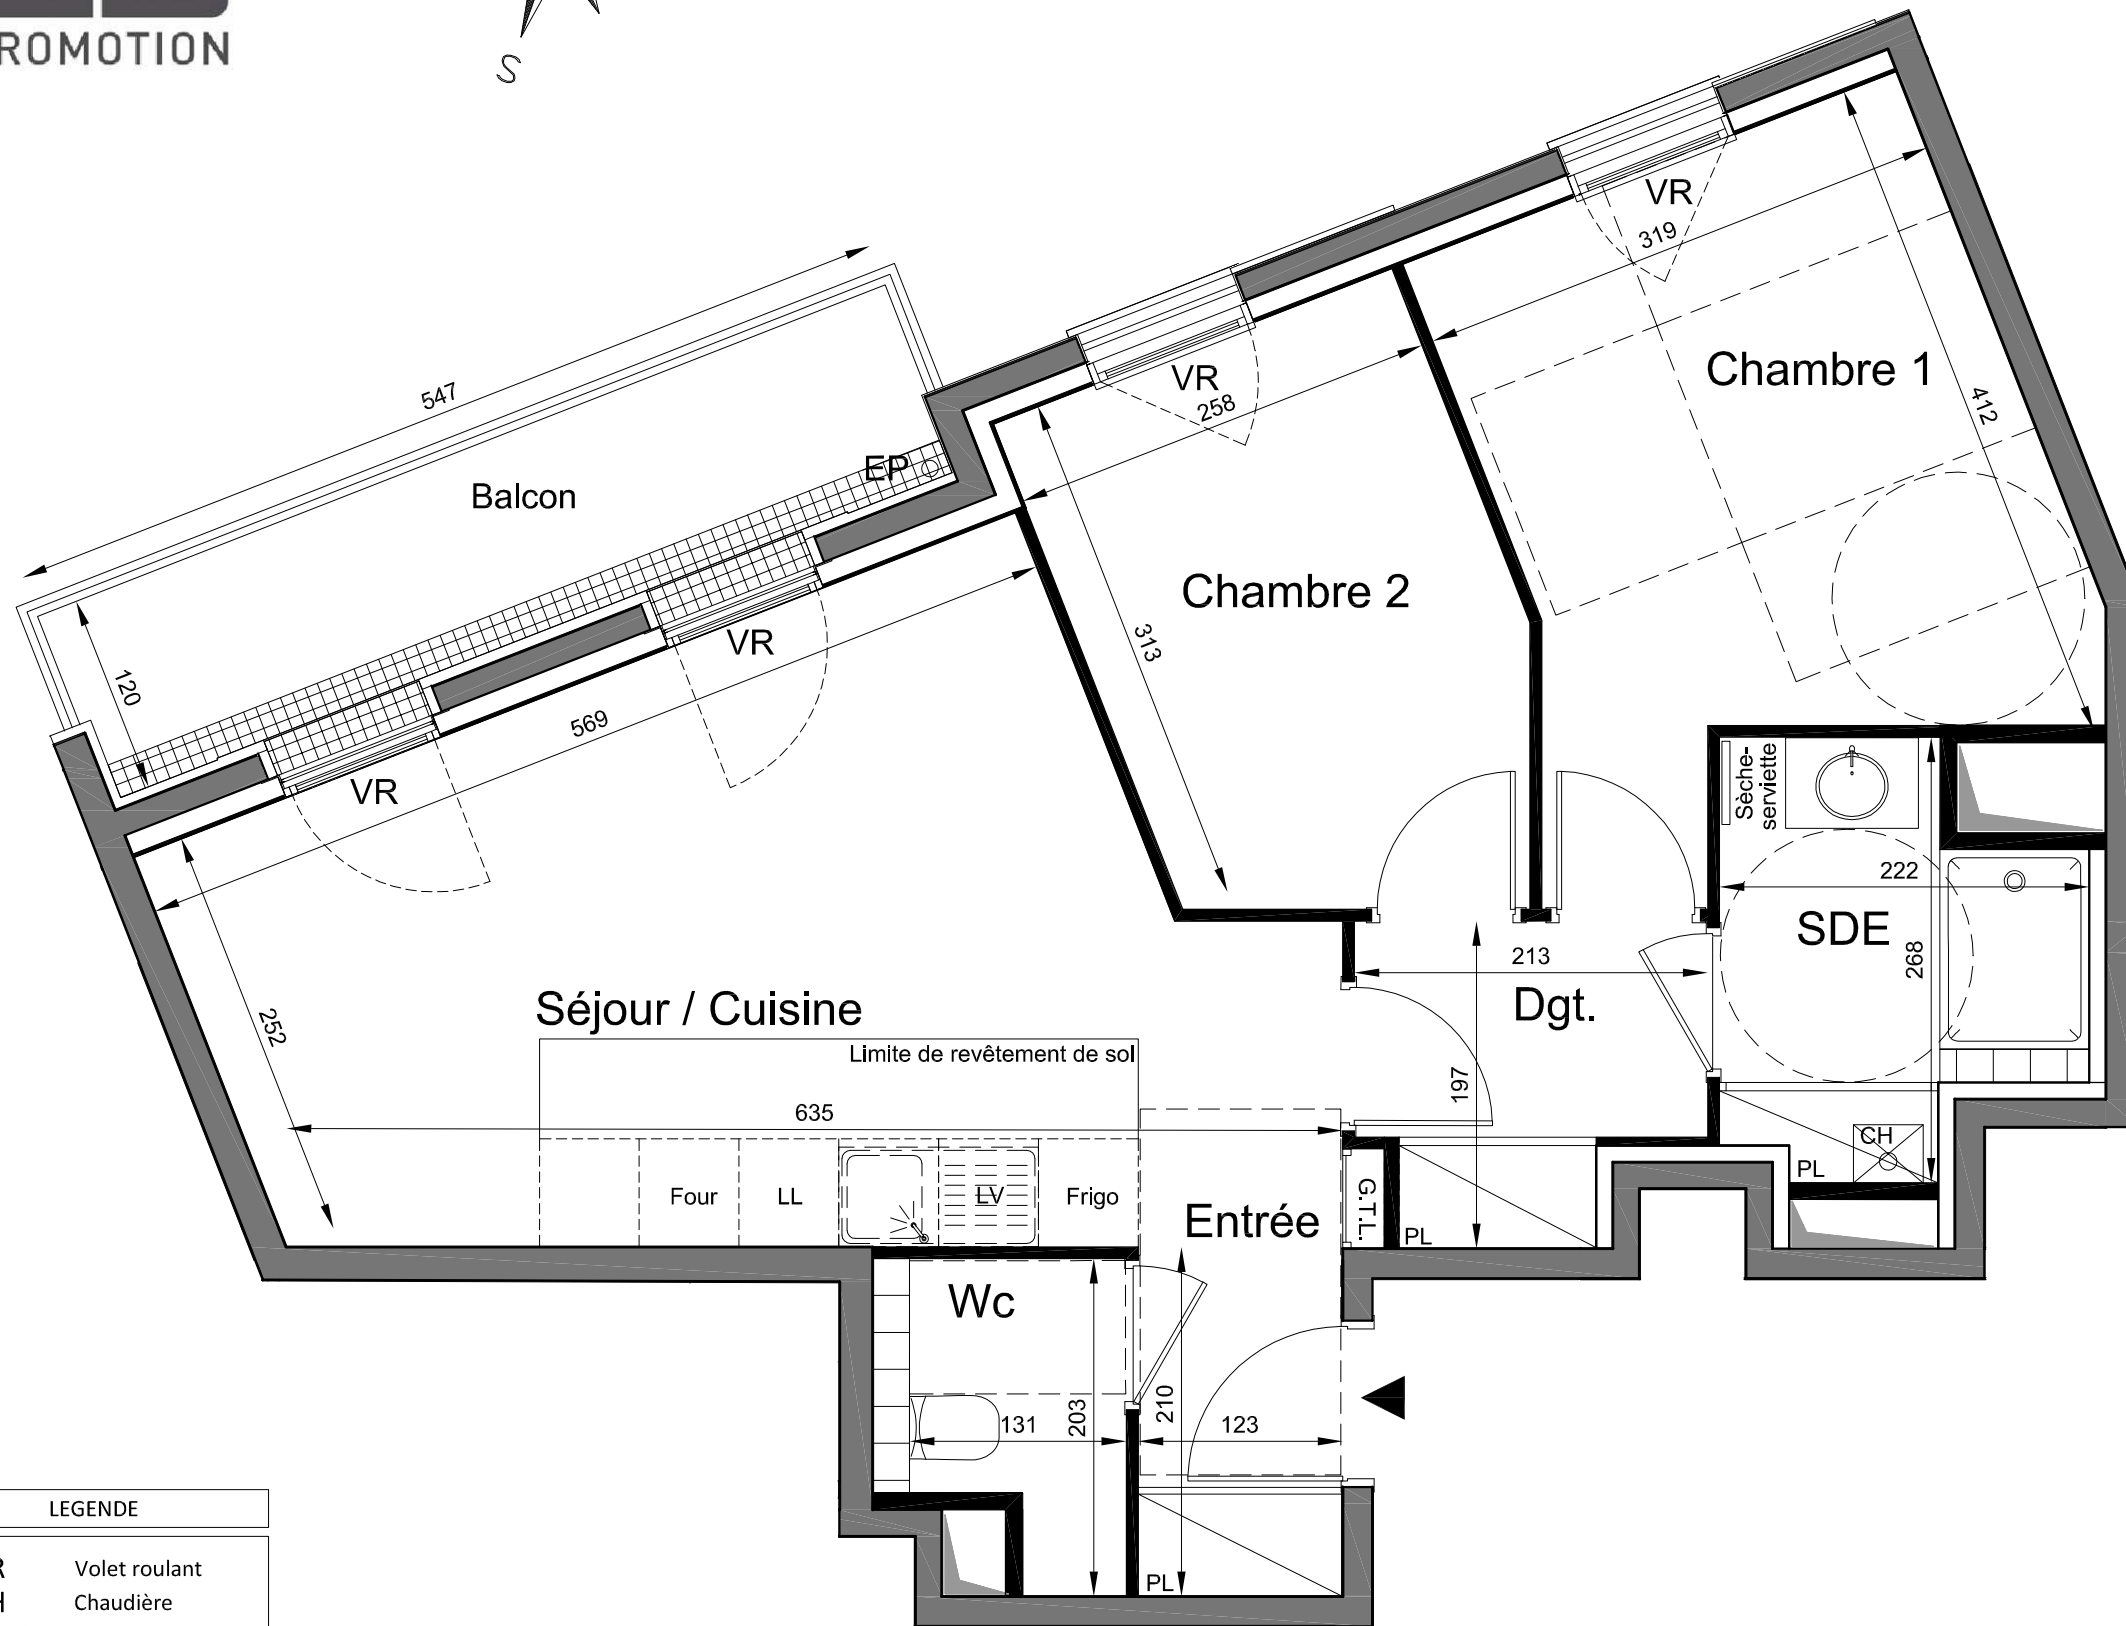 ROMOTION
S
VR
319
547
Chambre 1
VR
258
412
EP
Balcon
Chambre 2
313
VR
120
569
VR
Sèche-
serviette
222
SDE
268
213
Dgt.
Séjour / Cuisine
252
Limite de revêtement de sol
197
635
CH
PL
Four
LL
LV
Frigo
Entrée
G.T.L.
PL
Wc
131
203
210
123
PL
LEGENDE
R Volet roulant
H Chaudière